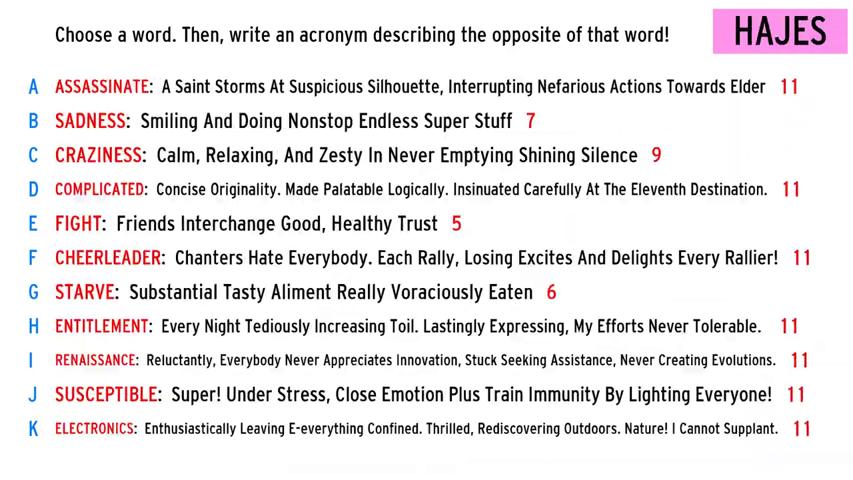 Choose a word. Then, write an acronym describing the opposite of that word!
HAJES
A ASSASSINATE: A Saint Storms At Suspicious Silhouette, Interrupting Nefarious Actions Towards Elder 11
B SADNESS: Smiling And Doing Nonstop Endless Super Stuff 7
C CRAZINESS: Calm, Relaxing, And Zesty In Never Emptying Shining Silence 9
D COMPLICATED: Concise Originality. Made Palatable Logically. Insinuated Carefully At The Eleventh Destination. 11
E FIGHT: Friends Interchange Good, Healthy Trust 5
F CHEERLEADER: Chanters Hate Everybody. Each Rally, Losing Excites And Delights Every Rallier! 11
G STARVE: Substantial Tasty Aliment Really Voraciously Eaten 6
H ENTITLEMENT: Every Night Tediously Increasing Toil. Lastingly Expressing, My Efforts Never Tolerable. 11
I RENAISSANCE: Reluctantly, Everybody Never Appreciates Innovation, Stuck Seeking Assistance, Never Creating Evolutions. 11
J SUSCEPTIBLE: Super! Under Stress, Close Emotion Plus Train Immunity By Lighting Everyone! 11
K ELECTRONICS: Enthusiastically Leaving E-everything Confined. Thrilled, Rediscovering Outdoors. Nature! I Cannot Supplant. 11